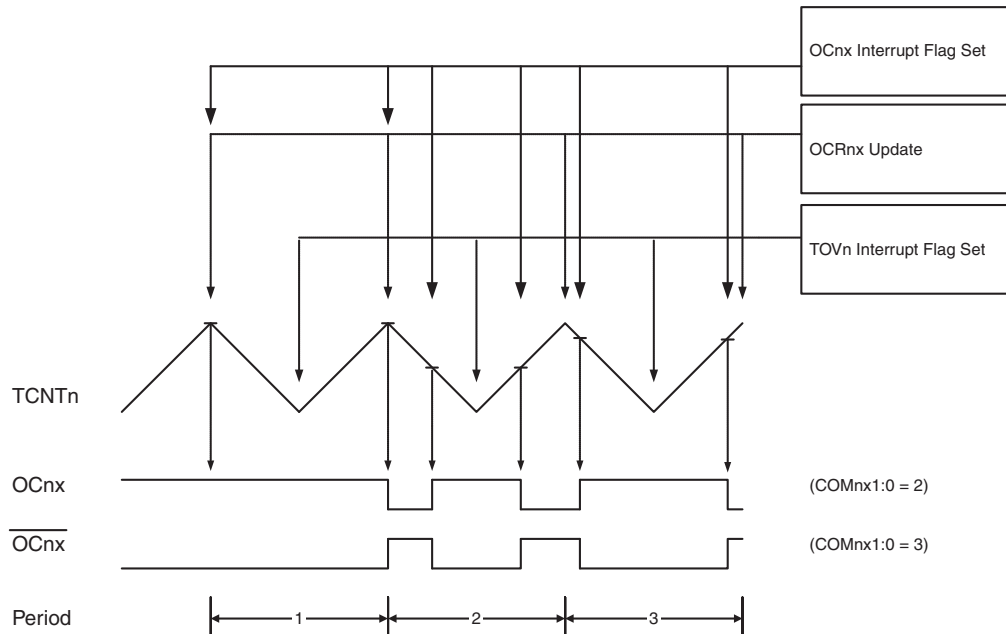 OCnx Interrupt Flag Set
OCRnx Update
TOVn Interrupt Flag Set
TCNTn
OCnx
(COMnx1:0 = 2)
OCnx
(COMnx1:0 = 3)
Period
1
2
3